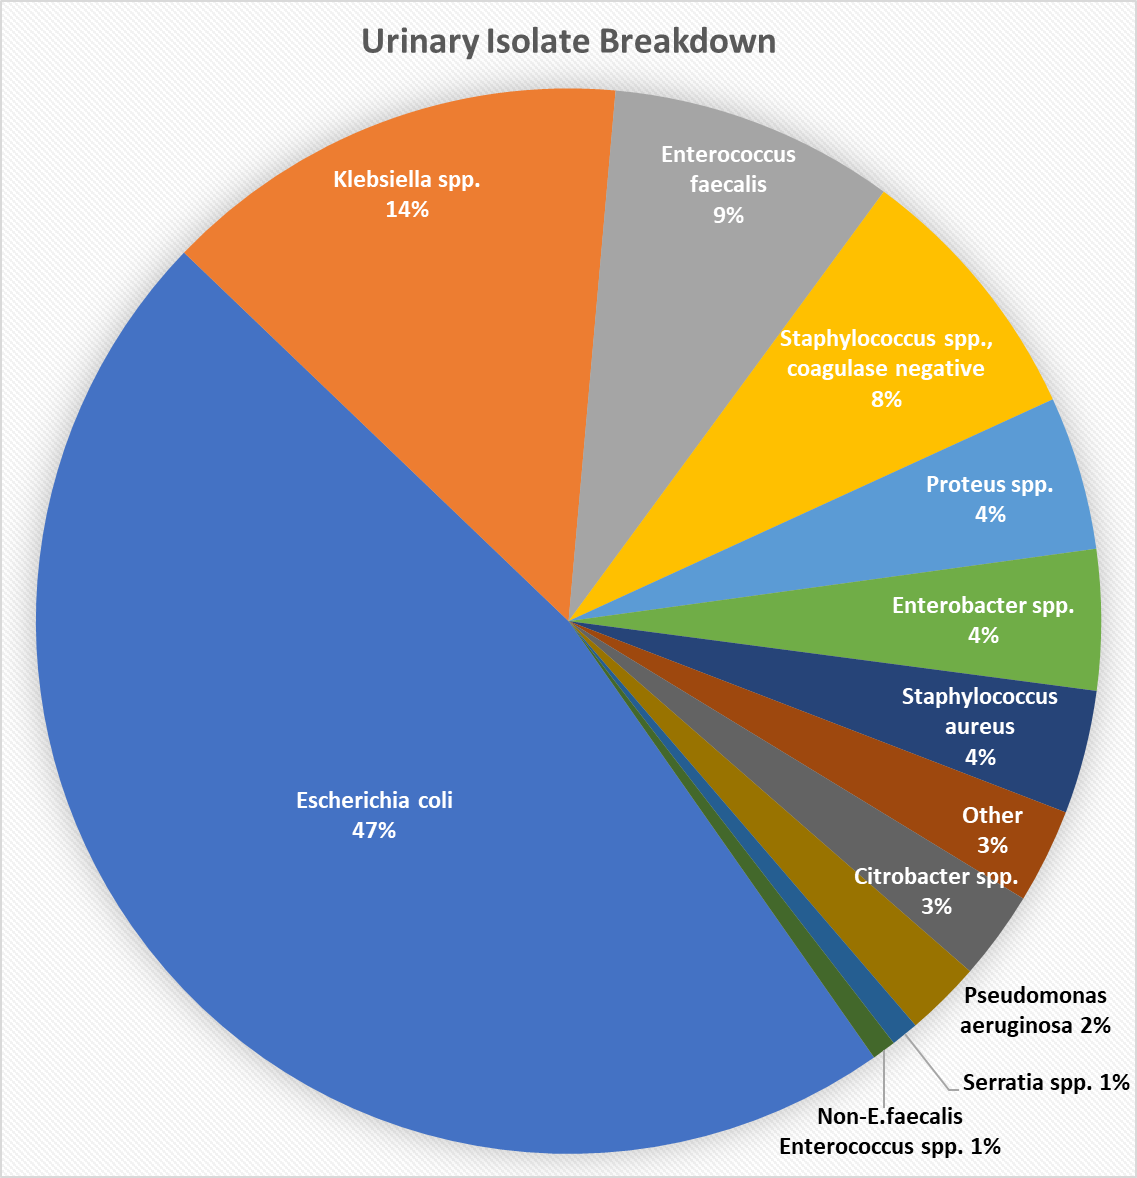 Urinary Isolate Breakdown
Klebsiella spp.
14%
Enterococcus
faecalis
9%
Staphylococcus spp.,
coagulase negative
8%
Proteus spp.
4%
Enterobacter spp.
4%
Staphylococcus
aureus
4%
Other
3%
Citrobacter spp.
3%
Pseudomonas
aeruginosa 2%
Serratia spp. 1%
Non-E.faecalis
Enterococcus spp. 1%
Escherichia coli
47%